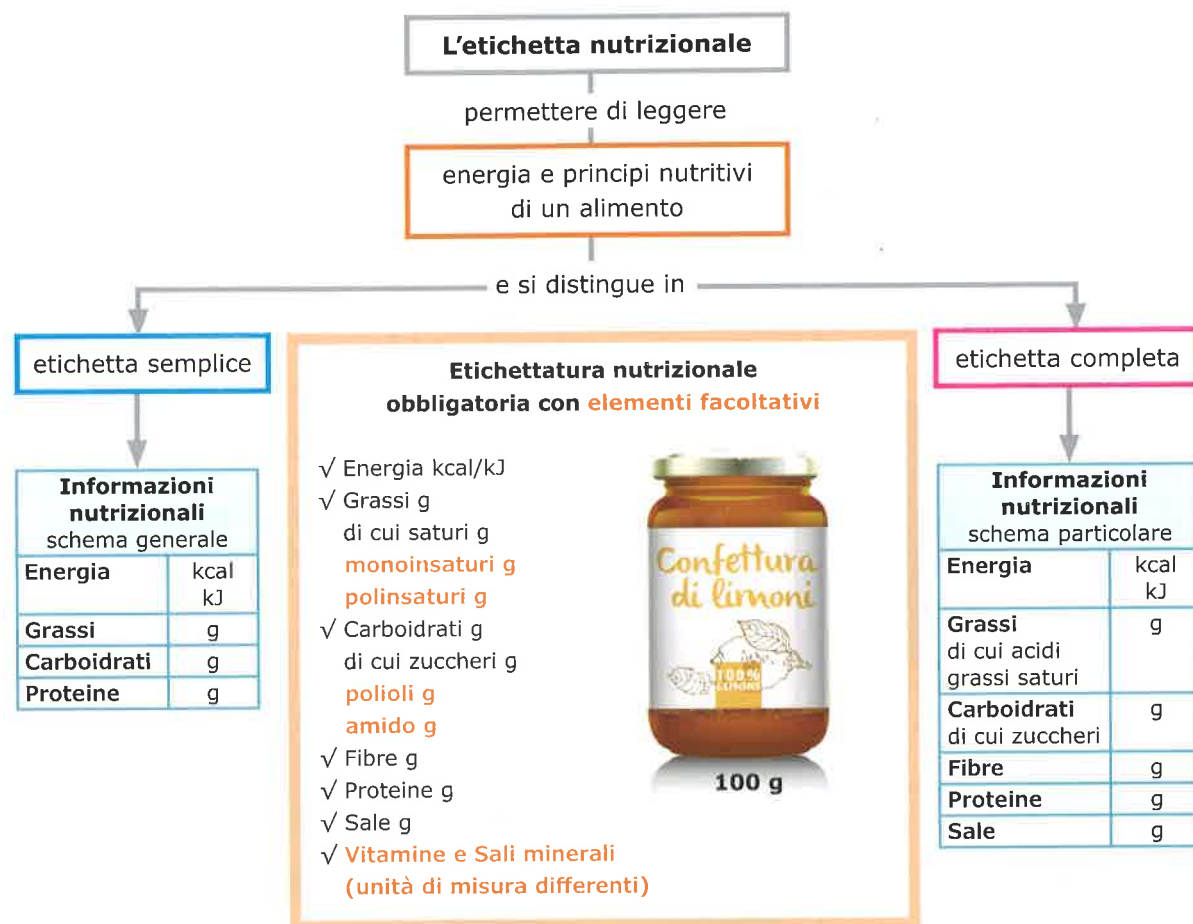 L'etichetta nutrizionale
permettere di leggere
energia e principi nutritivi
di un alimento
e si distingue in
etichetta semplice
Informazioni
nutrizionali
schema generale
Energia kcal
kJ
Grassi g
Carboidrati g
Proteine g
Etichettatura nutrizionale
obbligatoria con elementi facoltativi
√ Energia kcal/kJ
√ Grassi g
di cui saturi g
monoinsaturi g
polinsaturi g
√ Carboidrati g
di cui zuccheri g
polioli g
amido g
√ Fibre g
√ Proteine g
√ Sale g
√ Vitamine e Sali minerali
(unità di misura differenti)
Confettura
di limoni
100%
LIMONI
100 g
etichetta completa
Informazioni
nutrizionali
schema particolare
Energia kcal
kJ
Grassi g
di cui acidi
grassi saturi
Carboidrati g
di cui zuccheri
Fibre g
Proteine g
Sale g